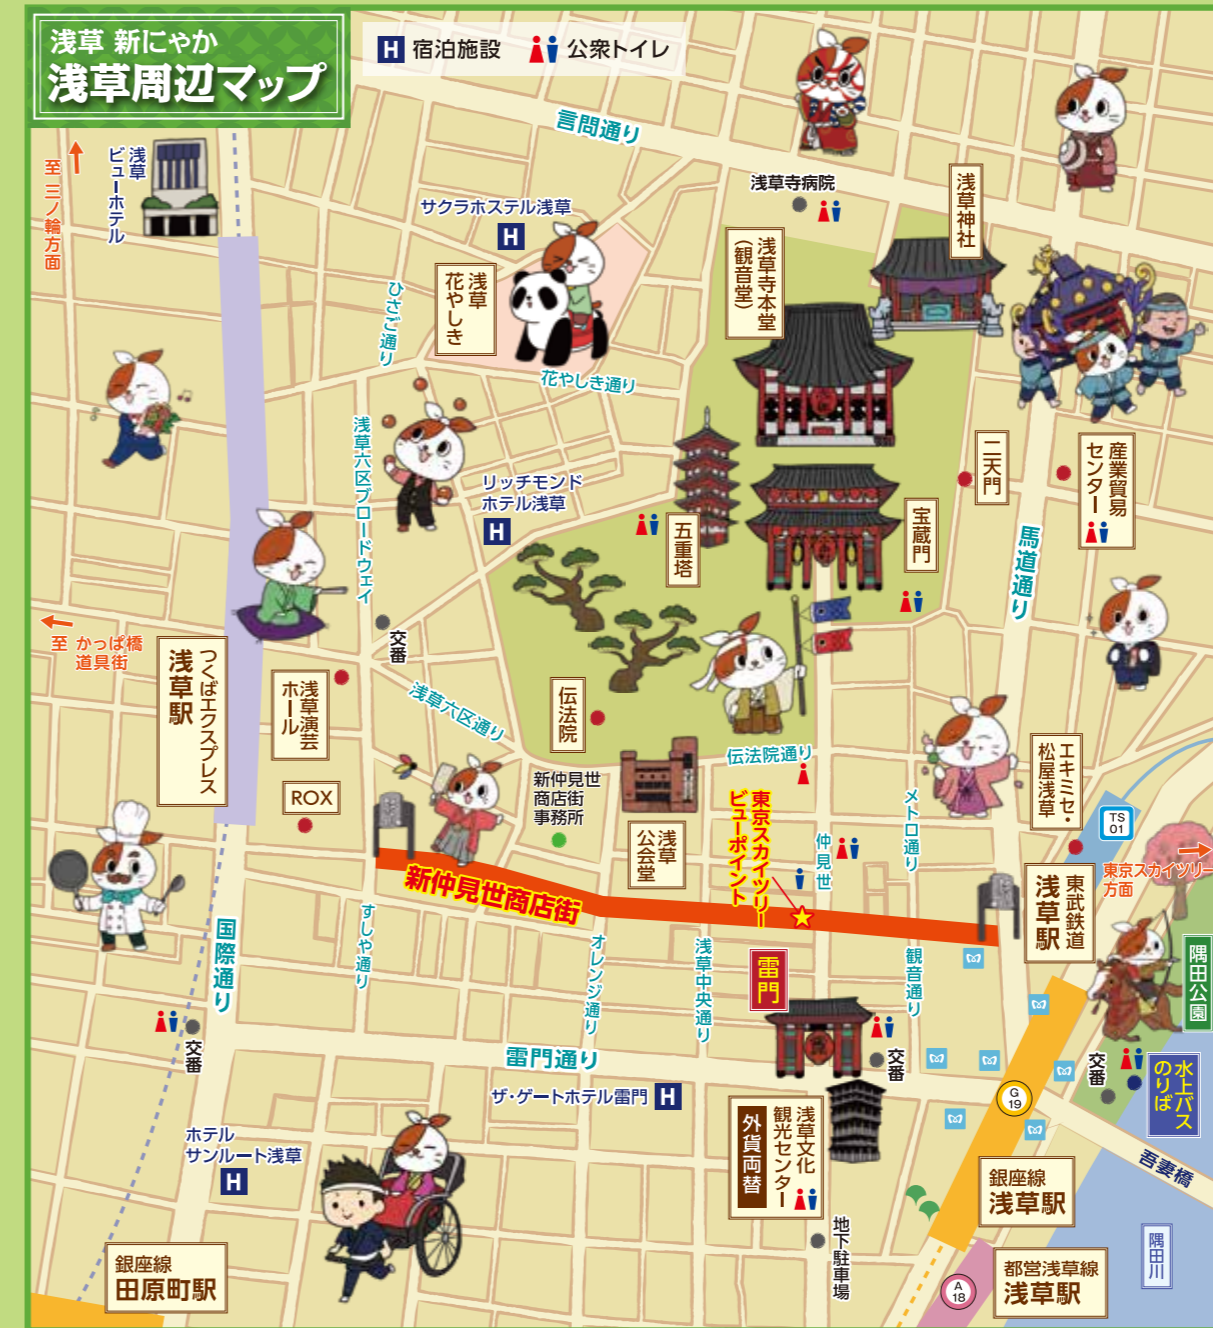 浅草 新にゃか
浅草周辺マップ
H 宿泊施設
公衆トイレ
言問り
至 三ノ輪方面
浅草
ビューホテル
浅草寺病院
浅草神社
サクラホステル浅草
H
浅草寺本堂
(観音堂)
浅草
花やしき
ひさご通り
花やしき通り
浅草六区ブロードウェイ
リッチモンド
ホテル浅草
H
二天門
産業貿易
センター
五重塔
宝蔵門
馬道通り
至 かっぱ橋
道具街
交番
つくばエクスプレス
浅草駅
浅草演芸
ホール
浅草六区通り
伝法院
伝法院通り
エキミセ・
松屋浅草
ROX
新仲見世
商店街
事務所
浅草
公会堂
東京スカイツリー
ビューポイント
仲見世
メトロ通り
TS
01
東京スカイツリー
方面
新仲見世商店街
東武鉄道
浅草駅
国際通り
すしや通り
オレンジ通り
浅草中央通り
雷門
観音通り
隅田公園
交番
雷門通り
交番
交番
水上バス
のりば
ザ・ゲートホテル雷門 H
G
19
浅草文化
観光センター
外貨両替
ホテル
サンルート浅草
H
吾妻橋
銀座線
浅草駅
地下駐車場
隅田川
銀座線
田原町駅
都営浅草線
浅草駅
A
18